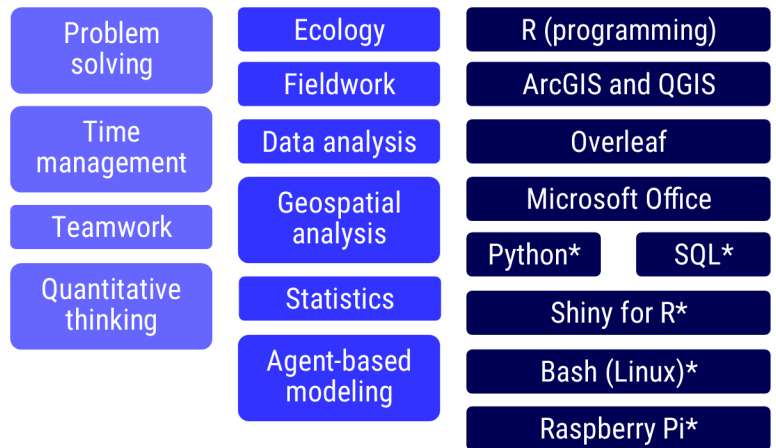 Problem
solving
Time
management
Teamwork
Quantitative
thinking
Ecology
Fieldwork
Data analysis
Geospatial
analysis
Statistics
Agent-based
modeling
R (programming)
ArcGIS and QGIS
Overleaf
Microsoft Office
Python*
SQL*
Shiny for R*
Bash (Linux)*
Raspberry Pi*